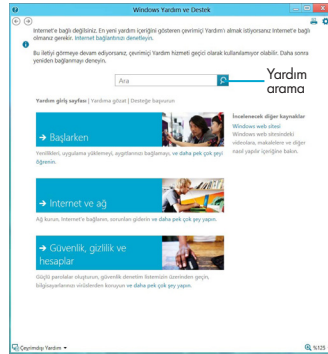 Windows Yardım ve Destek
Internet'e bağlı değilsiniz. En yeni yardım içeriğini gösteren çevrimiçi Yardım'ı almak istiyorsanız Internet'e bağlı
olmanız gerekir. Internet bağlantınızı denetleyin.
Bu iletiyi görmeye devam ediyorsanız, çevrimiçi Yardım hizmeti geçici olarak kullanılamıyor olabilir. Daha sonra
yeniden bağlanmayı deneyin.
Ara
Yardım
arama
Yardım giriş sayfası | Yardıma gözat | Desteğe başvurun
→ Başlarken
Yenilikleri, uygulama yüklemeyi, aygıtlarınızı bağlamayı, ve daha pek çok şeyi
öğrenin.
İncelenecek diğer kaynaklar
Windows web sitesi
Windows web sitesindeki
videolara, makalelere ve diğer
nasıl yapılır içeriğine bakın.
→ Internet ve ağ
Ağ kurun, Internet'e bağlanın, sorunları giderin ve daha pek çok şey yapın.
→ Güvenlik, gizlilik ve
hesaplar
Güçlü parolalar oluşturun, güvenlik denetim listemizin üzerinden geçin,
bilgisayarlarınızı virüslerden koruyun ve daha pek çok şey yapın.
Çevrimdışı Yardım
%125